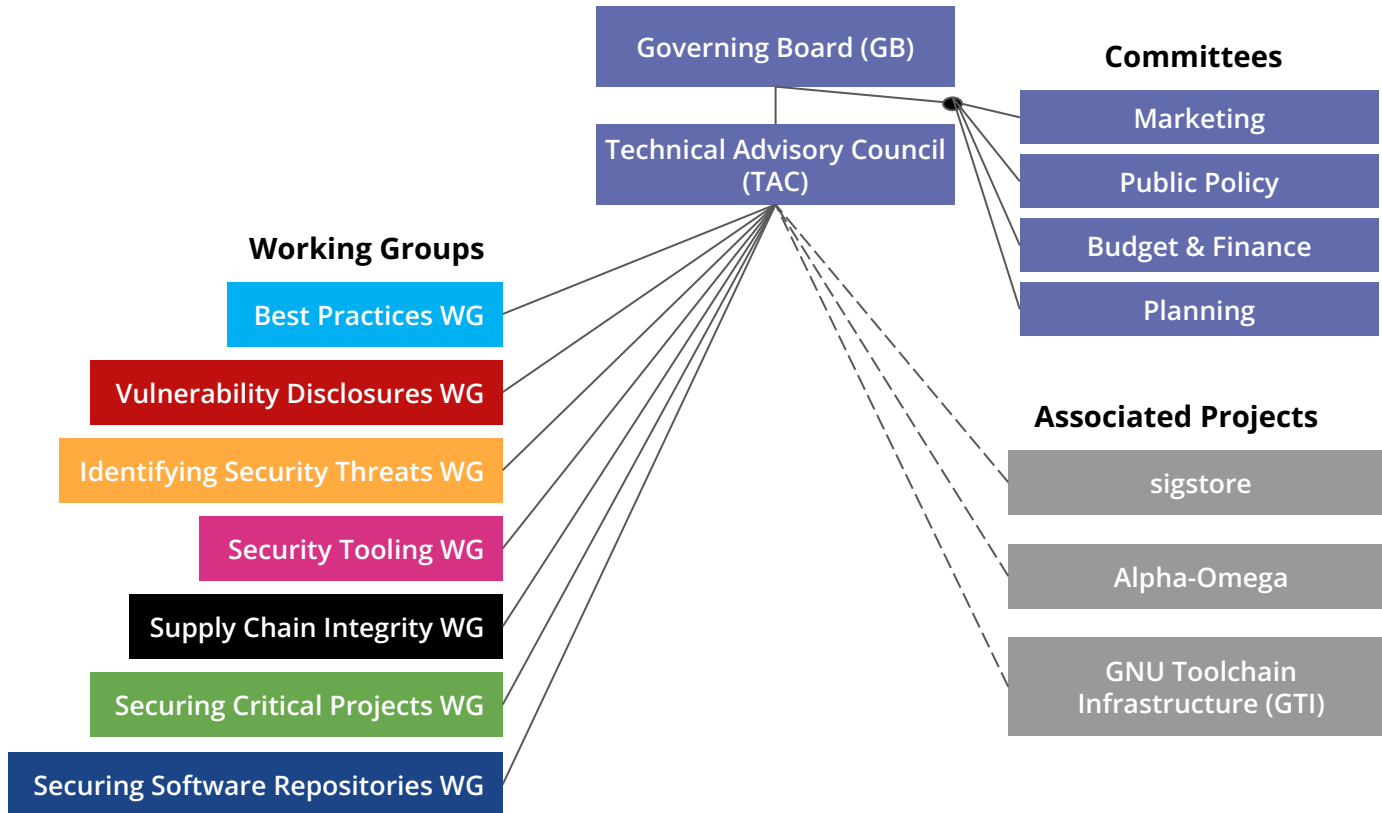 Governing Board (GB)
Technical Advisory Council
(TAC)
Committees
Marketing
Public Policy
Budget & Finance
Planning
Working Groups
Best Practices WG
Vulnerability Disclosures WG
Identifying Security Threats WG
Security Tooling WG
Supply Chain Integrity WG
Securing Critical Projects WG
Securing Software Repositories WG
Associated Projects
sigstore
Alpha-Omega
GNU Toolchain
Infrastructure (GTI)